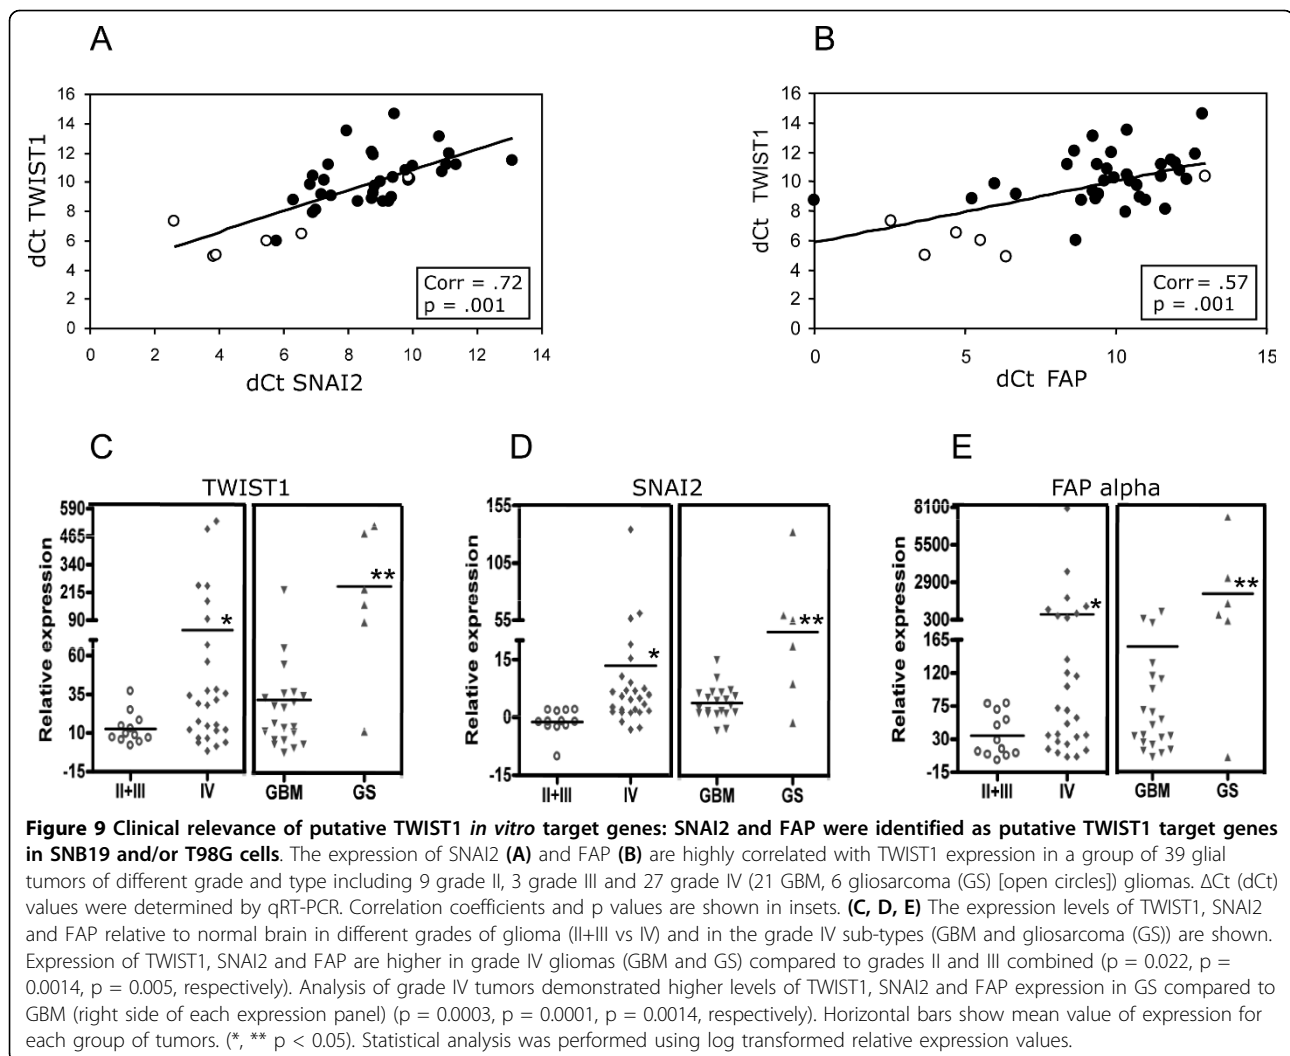 A
B
16
14
12
10
8
6
4
2
0
dCt TWIST1
Corr = .72
p = .001
0 2 4 6 8 10 12 14
dCt SNAI2
16
14
12
10
8
6
4
2
0
dCt TWIST1
Corr = .57
p = .001
0 5 10 15
dCt FAP
C
D
E
TWIST1
590
465
340
215
90
60
35
10
-15
Relative expression
*
**
II+III IV GBM GS
SNAI2
155
105
55
15
0
-15
Relative expression
*
**
II+III IV GBM GS
FAP alpha
8100
5500
2900
300
165
120
75
30
-15
Relative expression
*
**
II+III IV GBM GS
Figure 9 Clinical relevance of putative TWIST1 in vitro target genes: SNAI2 and FAP were identified as putative TWIST1 target genes
in SNB19 and/or T98G cells. The expression of SNAI2 (A) and FAP (B) are highly correlated with TWIST1 expression in a group of 39 glial
tumors of different grade and type including 9 grade II, 3 grade III and 27 grade IV (21 GBM, 6 gliosarcoma (GS) [open circles]) gliomas. ΔCt (dCt)
values were determined by qRT-PCR. Correlation coefficients and p values are shown in insets. (C, D, E) The expression levels of TWIST1, SNAI2
and FAP relative to normal brain in different grades of glioma (II+III vs IV) and in the grade IV sub-types (GBM and gliosarcoma (GS)) are shown.
Expression of TWIST1, SNAI2 and FAP are higher in grade IV gliomas (GBM and GS) compared to grades II and III combined (p = 0.022, p =
0.0014, p = 0.005, respectively). Analysis of grade IV tumors demonstrated higher levels of TWIST1, SNAI2 and FAP expression in GS compared to
GBM (right side of each expression panel) (p = 0.0003, p = 0.0001, p = 0.0014, respectively). Horizontal bars show mean value of expression for
each group of tumors. (*, ** p < 0.05). Statistical analysis was performed using log transformed relative expression values.